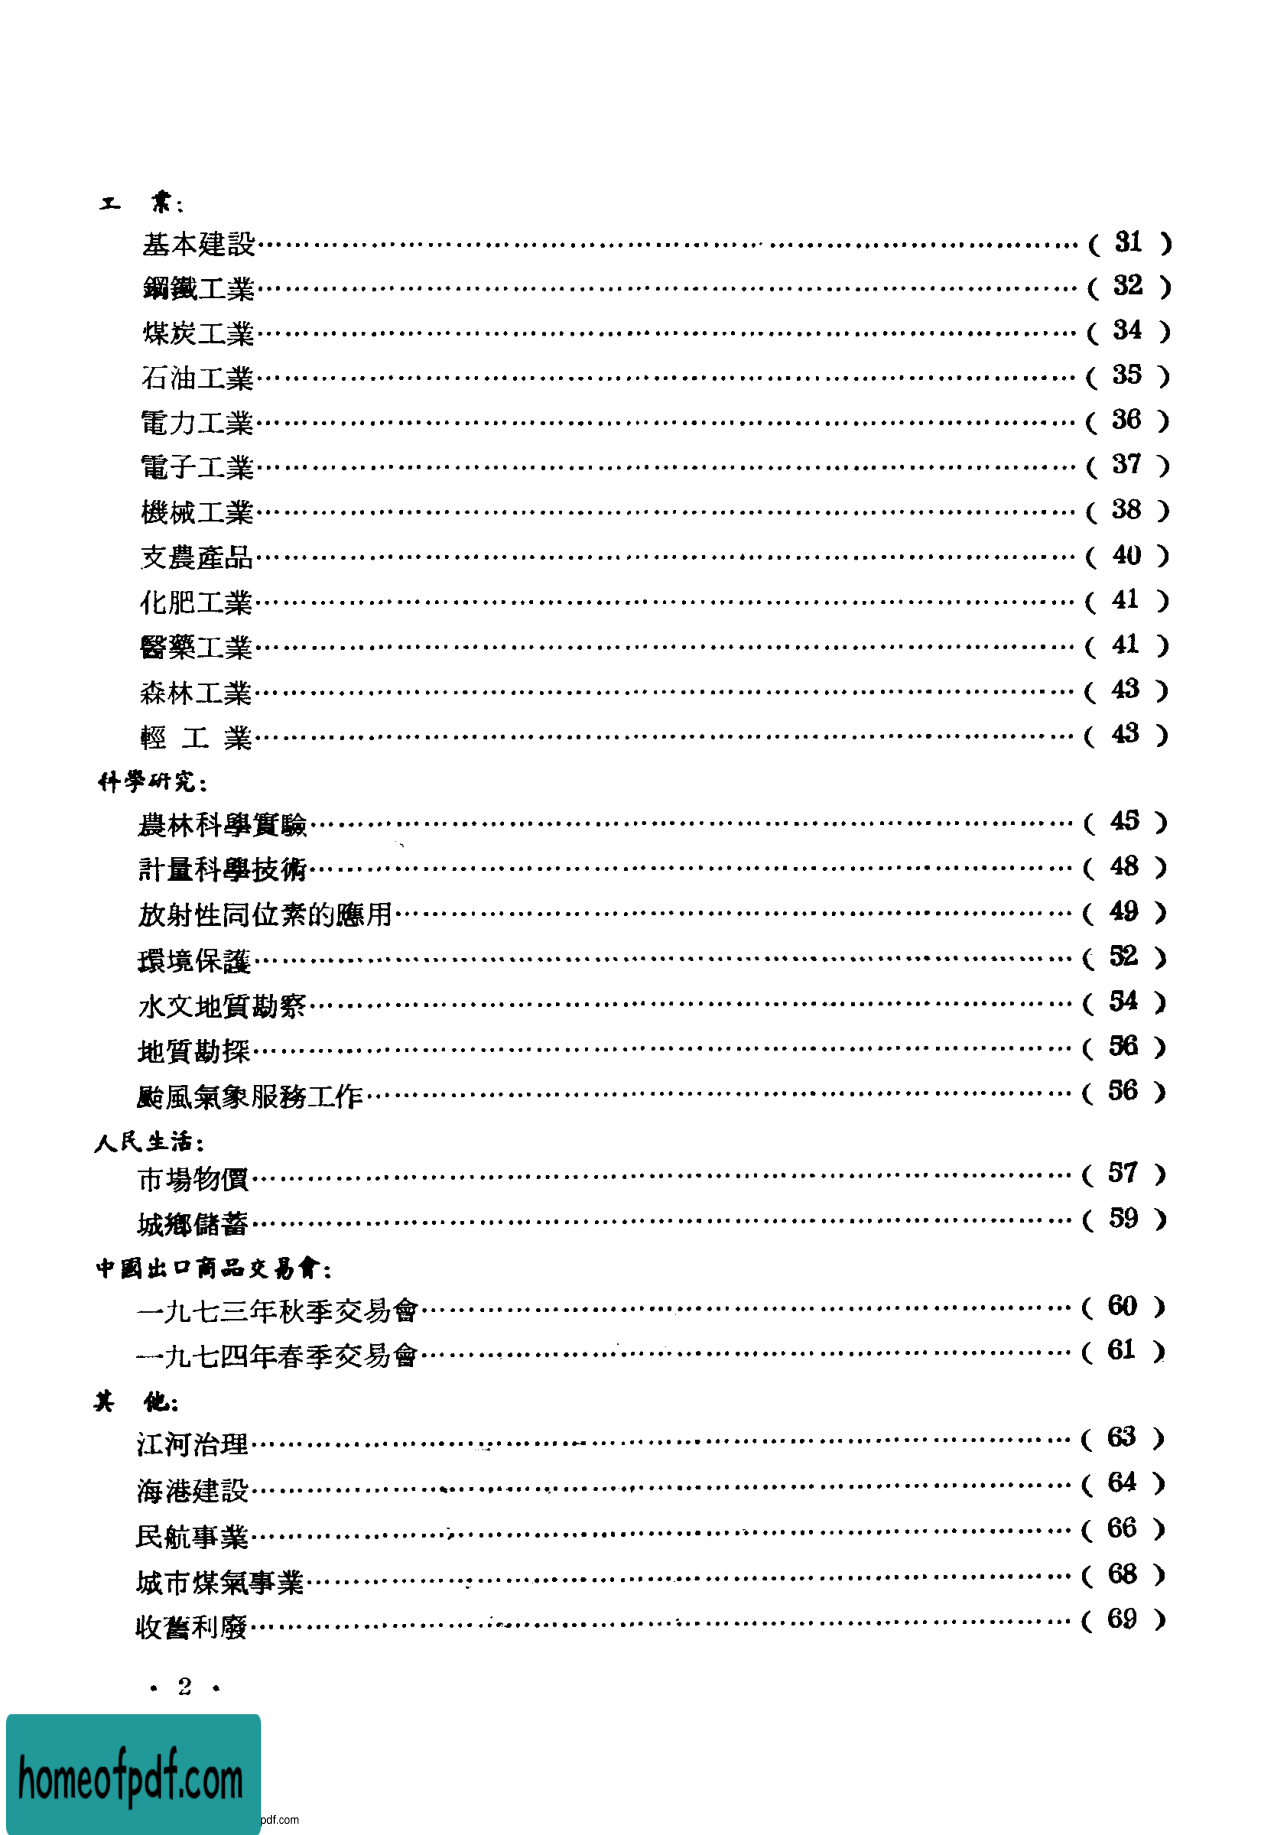 工　業：
基本建設……( 31 )
鋼鐵工業……( 32 )
煤炭工業……( 34 )
石油工業……( 35 )
電力工業……( 36 )
電子工業……( 37 )
機械工業……( 38 )
支農產品……( 40 )
化肥工業……( 41 )
醫藥工業……( 41 )
森林工業……( 43 )
輕 工 業……( 43 )
科學研究：
農林科學實驗……( 45 )
計量科學技術……( 48 )
放射性同位素的應用……( 49 )
環境保護……( 52 )
水文地質勘察……( 54 )
地質勘探……( 56 )
颱風氣象服務工作……( 56 )
人民生活：
市場物價……( 57 )
城鄉儲蓄……( 59 )
中國出口商品交易會：
一九七三年秋季交易會……( 60 )
一九七四年春季交易會……( 61 )
其　他：
江河治理……( 63 )
海港建設……( 64 )
民航事業……( 66 )
城市煤氣事業……( 68 )
收舊利廢……( 69 )
· 2 ·
homeofpdf.com
pdf.com